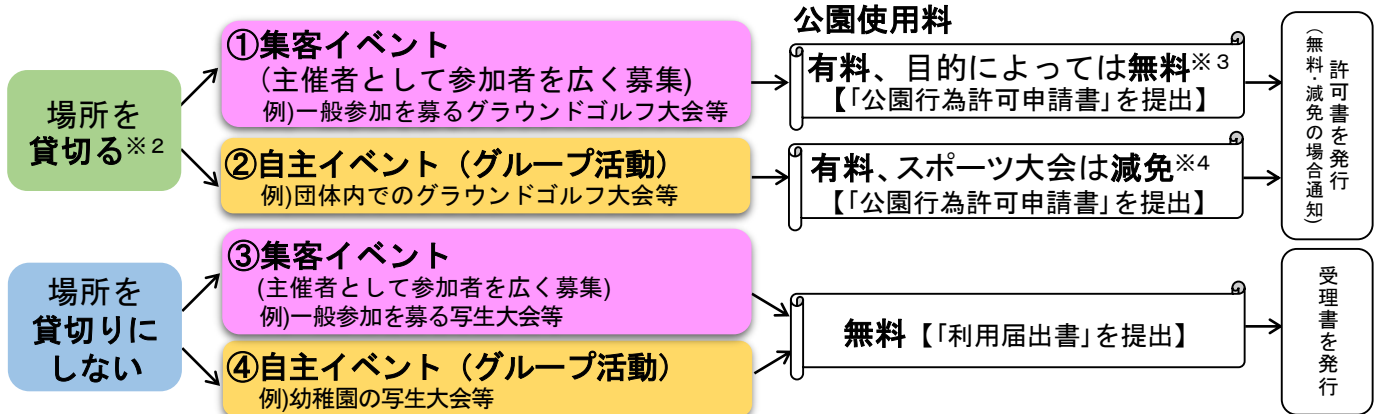 公園使用料
場所を
貸切る※2
①集客イベント
(主催者として参加者を広く募集)
例)一般参加を募るグラウンドゴルフ大会等
有料、目的によっては無料※3
【「公園行為許可申請書」を提出】
②自主イベント（グループ活動）
例)団体内でのグラウンドゴルフ大会等
有料、スポーツ大会は減免※4
【「公園行為許可申請書」を提出】
許可書を発行
(無料・減免の場合通知)
場所を
貸切りに
しない
③集客イベント
(主催者として参加者を広く募集)
例)一般参加を募る写生大会等
④自主イベント（グループ活動）
例)幼稚園の写生大会等
無料【「利用届出書」を提出】
受理書を発行